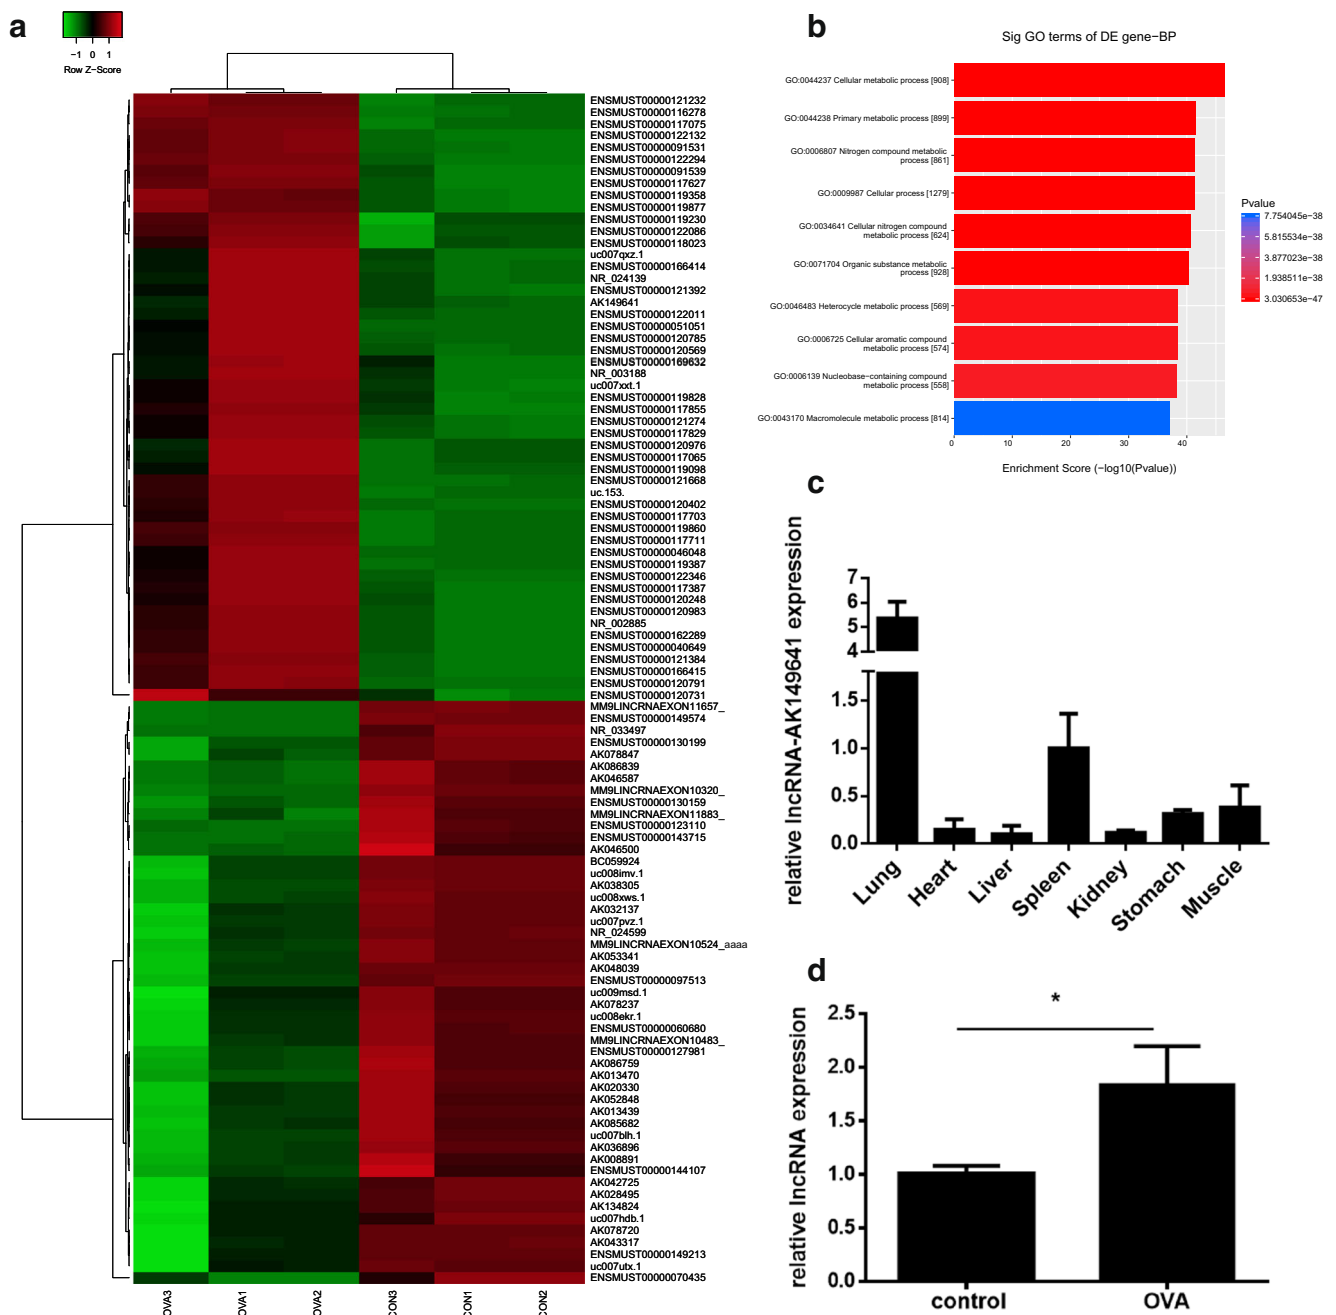 a
−1 0 1
Row Z−Score
ENSMUST00000121232
ENSMUST00000116278
ENSMUST00000117075
ENSMUST00000122132
ENSMUST00000091531
ENSMUST00000122294
ENSMUST00000091539
ENSMUST00000117627
ENSMUST00000119358
ENSMUST00000119877
ENSMUST00000119230
ENSMUST00000122086
ENSMUST00000118023
uc007qxz.1
ENSMUST00000166414
NR_024139
ENSMUST00000121392
AK149641
ENSMUST00000122011
ENSMUST00000051051
ENSMUST00000120785
ENSMUST00000120569
ENSMUST00000169632
NR_003188
uc007xxt.1
ENSMUST00000119828
ENSMUST00000117855
ENSMUST00000121274
ENSMUST00000117829
ENSMUST00000120976
ENSMUST00000117065
ENSMUST00000119098
ENSMUST00000121668
uc.153.
ENSMUST00000120402
ENSMUST00000117703
ENSMUST00000119860
ENSMUST00000117711
ENSMUST00000046048
ENSMUST00000119387
ENSMUST00000122346
ENSMUST00000117387
ENSMUST00000120248
ENSMUST00000120983
NR_002885
ENSMUST00000162289
ENSMUST00000040649
ENSMUST00000121384
ENSMUST00000166415
ENSMUST00000120791
ENSMUST00000120731
MM9LINCRNAEXON11657_
ENSMUST00000149574
NR_033497
ENSMUST00000130199
AK078847
AK086839
AK046587
MM9LINCRNAEXON10320_
ENSMUST00000130159
MM9LINCRNAEXON11883_
ENSMUST00000123110
ENSMUST00000143715
AK046500
BC059924
uc008imv.1
AK038305
uc008xws.1
AK032137
uc007pvz.1
NR_024599
MM9LINCRNAEXON10524_aaaa
AK053341
AK048039
ENSMUST00000097513
uc009msd.1
AK078237
uc008ekr.1
ENSMUST00000060680
MM9LINCRNAEXON10483_
ENSMUST00000127981
AK086759
AK013470
AK020330
AK052848
AK013439
AK085682
uc007blh.1
AK036896
AK008891
ENSMUST00000144107
AK042725
AK028495
AK134824
uc007hdb.1
AK078720
AK043317
ENSMUST00000149213
uc007utx.1
ENSMUST00000070435
OVA3 OVA1 OVA2 CON3 CON1 CON2
b
Sig GO terms of DE gene−BP
GO:0044237 Cellular metabolic process [908]
GO:0044238 Primary metabolic process [899]
GO:0006807 Nitrogen compound metabolic
process [861]
GO:0009987 Cellular process [1279]
GO:0034641 Cellular nitrogen compound
metabolic process [624]
GO:0071704 Organic substance metabolic
process [928]
GO:0046483 Heterocycle metabolic process [569]
GO:0006725 Cellular aromatic compound
metabolic process [574]
GO:0006139 Nucleobase−containing compound
metabolic process [558]
GO:0043170 Macromolecule metabolic process [814]
0 10 20 30 40
Enrichment Score (−log10(Pvalue))
Pvalue
7.754045e−38
5.815534e−38
3.877023e−38
1.938511e−38
3.030653e−47
c
relative lncRNA-AK149641 expression
7
6
5
4
1.5
1.0
0.5
0.0
Lung Heart Liver Spleen Kidney Stomach Muscle
d
relative lncRNA expression
2.5
2.0
1.5
1.0
0.5
0.0
*
control OVA